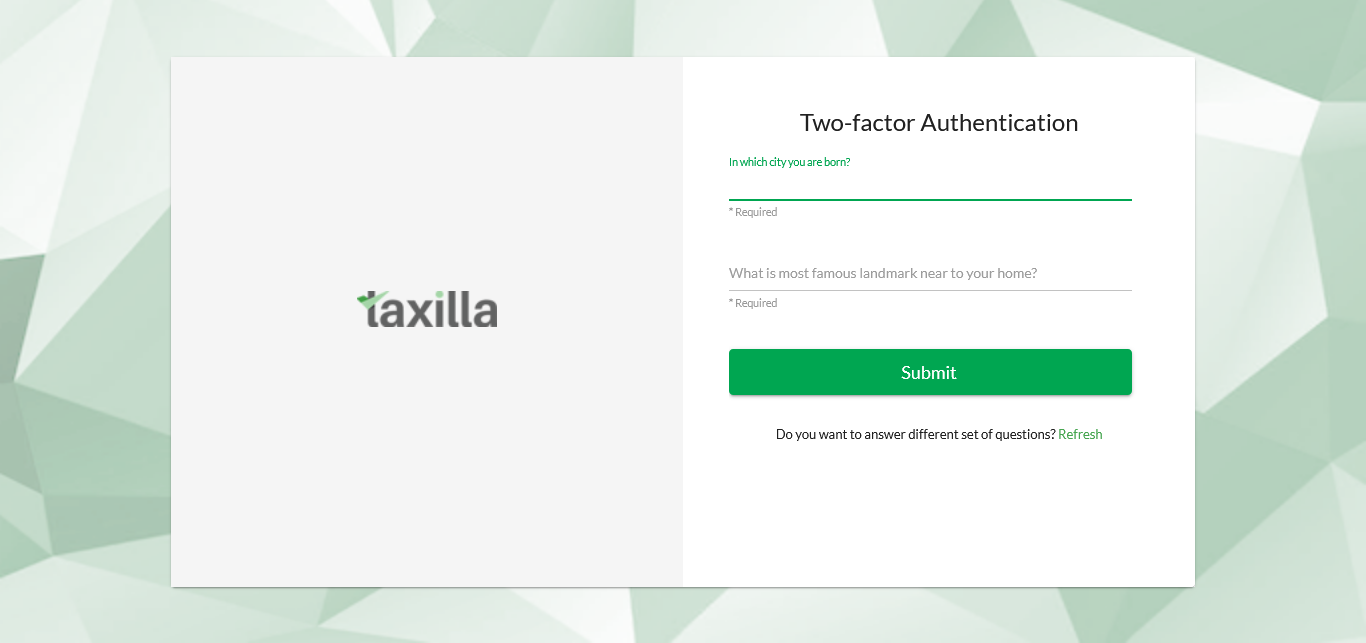 taxilla
Two-factor Authentication
In which city you are born?
* Required
What is most famous landmark near to your home?
* Required
Submit
Do you want to answer different set of questions? Refresh